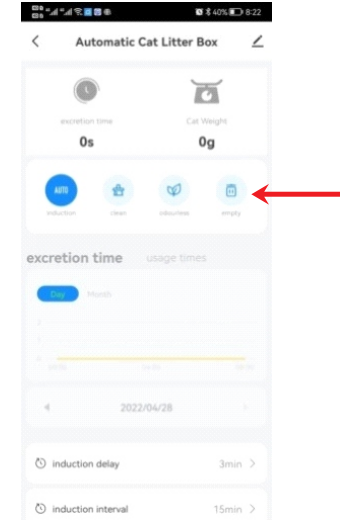 40% 8:22
Automatic Cat Litter Box
excretion time Cat Weight
0s 0g
AUTO
induction clean odourness empty
excretion time usage times
Day Month
2022/04/28
induction delay 3min
induction interval 15min